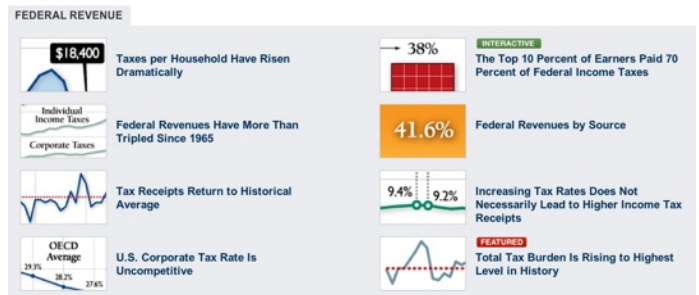 FEDERAL REVENUE
$18,400
Taxes per Household Have Risen
Dramatically
Individual
Income Taxes
Corporate Taxes
Federal Revenues Have More Than
Tripled Since 1965
Tax Receipts Return to Historical
Average
OECD
Average
29.3%
28.2%
27.6%
U.S. Corporate Tax Rate Is
Uncompetitive
38%
INTERACTIVE
The Top 10 Percent of Earners Paid 70
Percent of Federal Income Taxes
41.6%
Federal Revenues by Source
9.4%
9.2%
Increasing Tax Rates Does Not
Necessarily Lead to Higher Income Tax
Receipts
FEATURED
Total Tax Burden Is Rising to Highest
Level in History